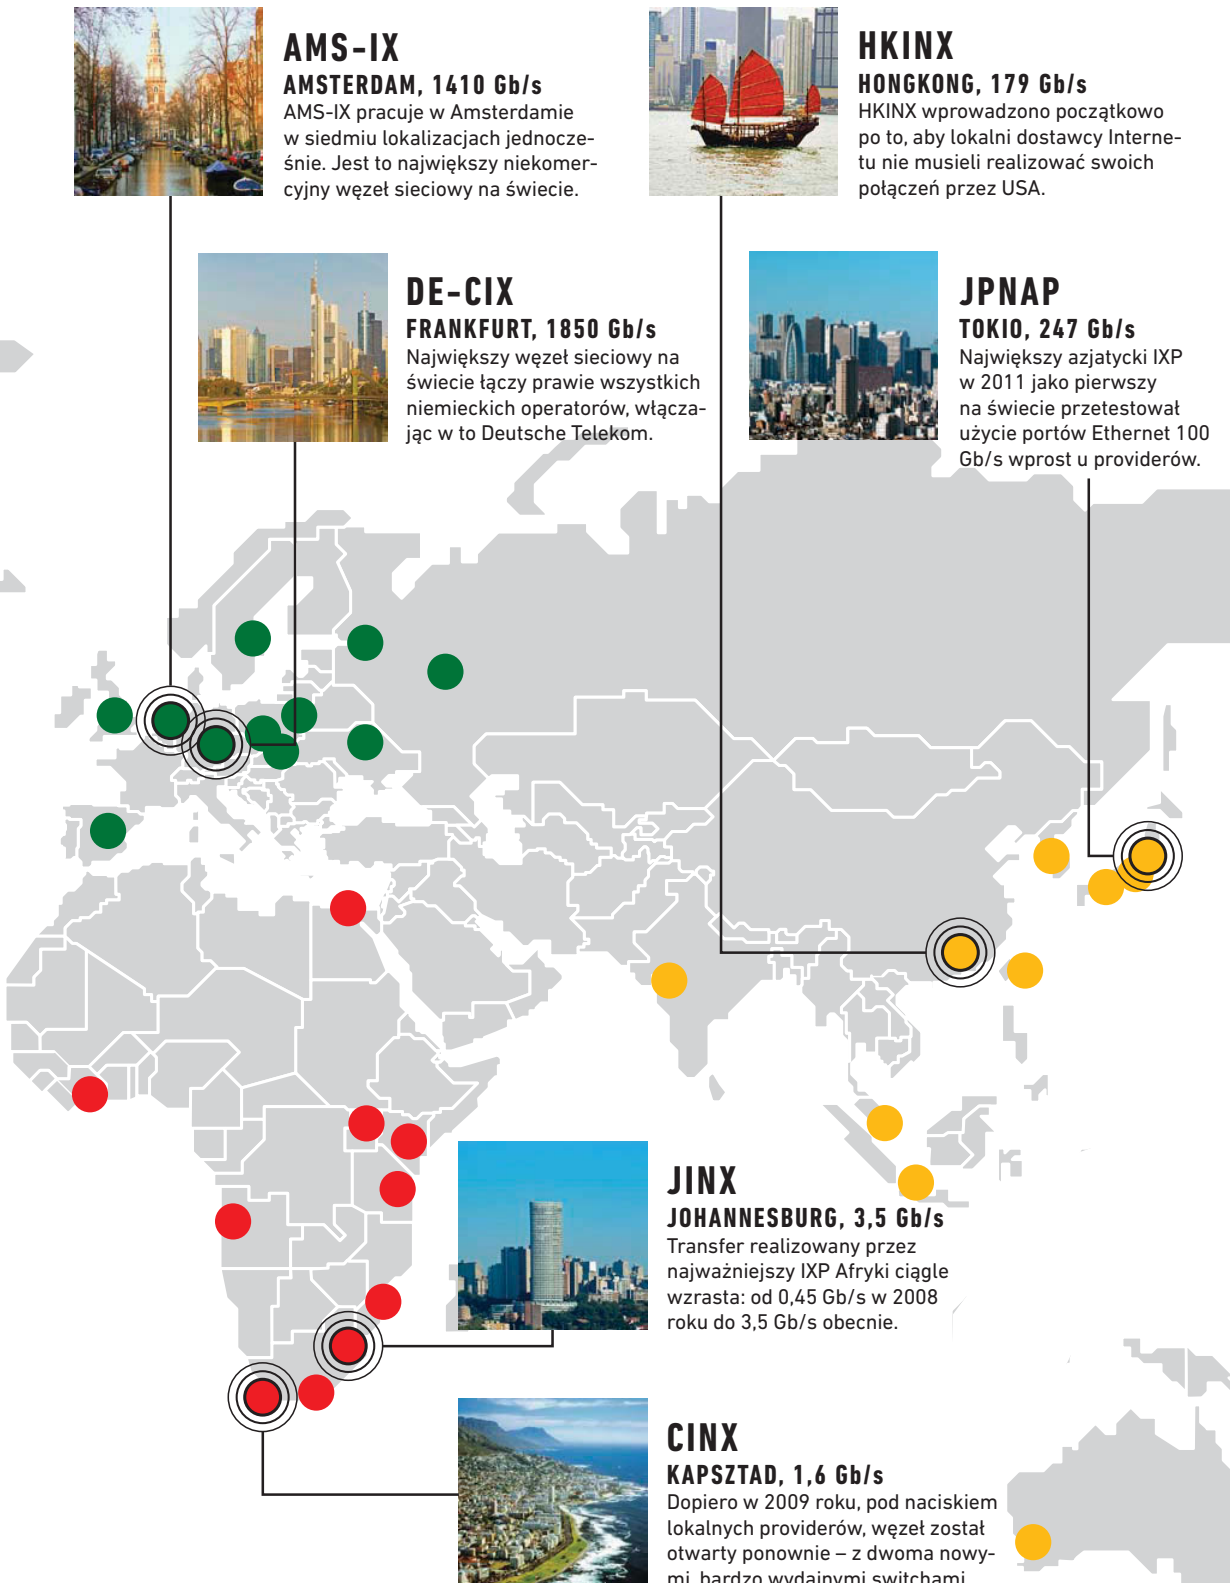 AMS-IX
AMSTERDAM, 1410 Gb/s
AMS-IX pracuje w Amsterdamie
w siedmiu lokalizacjach jednocze-
śnie. Jest to największy niekomer-
cyjny węzeł sieciowy na świecie.
HKINX
HONGKONG, 179 Gb/s
HKINX wprowadzono początkowo
po to, aby lokalni dostawcy Interne-
tu nie musieli realizować swoich
połączeń przez USA.
DE-CIX
FRANKFURT, 1850 Gb/s
Największy węzeł sieciowy na
świecie łączy prawie wszystkich
niemieckich operatorów, włącza-
jąc w to Deutsche Telekom.
JPNAP
TOKIO, 247 Gb/s
Największy azjatycki IXP
w 2011 jako pierwszy
na świecie przetestował
użycie portów Ethernet 100
Gb/s wprost u providerów.
JINX
JOHANNESBURG, 3,5 Gb/s
Transfer realizowany przez
najważniejszy IXP Afryki ciągle
wzrasta: od 0,45 Gb/s w 2008
roku do 3,5 Gb/s obecnie.
CINX
KAPSZTAD, 1,6 Gb/s
Dopiero w 2009 roku, pod naciskiem
lokalnych providerów, węzeł został
otwarty ponownie – z dwoma nowy-
mi, bardzo wydajnymi switchami